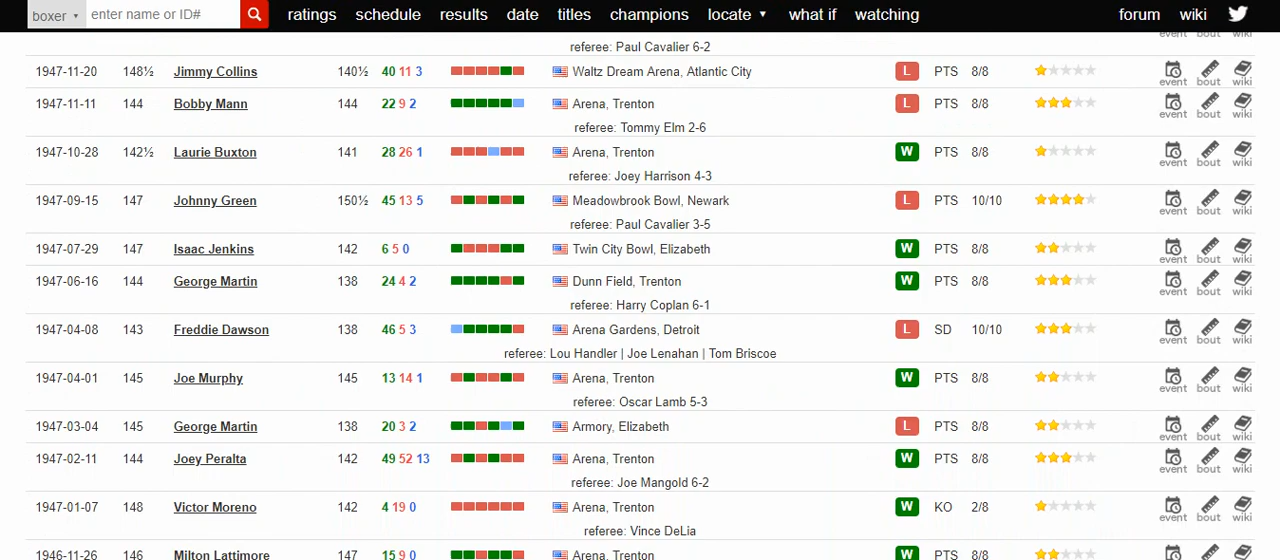 boxer ▾ enter name or ID# ratings schedule results date titles champions locate ▼ what if watching forum wiki
event bout wiki
referee: Paul Cavalier 6-2
1947-11-20 148½ Jimmy Collins 140½ 40 11 3 Waltz Dream Arena, Atlantic City L PTS 8/8
event bout wiki
1947-11-11 144 Bobby Mann 144 22 9 2 Arena, Trenton L PTS 8/8
event bout wiki
referee: Tommy Elm 2-6
1947-10-28 142½ Laurie Buxton 141 28 26 1 Arena, Trenton W PTS 8/8
event bout wiki
referee: Joey Harrison 4-3
1947-09-15 147 Johnny Green 150½ 45 13 5 Meadowbrook Bowl, Newark L PTS 10/10
event bout wiki
referee: Paul Cavalier 3-5
1947-07-29 147 Isaac Jenkins 142 6 5 0 Twin City Bowl, Elizabeth W PTS 8/8
event bout wiki
1947-06-16 144 George Martin 138 24 4 2 Dunn Field, Trenton W PTS 8/8
event bout wiki
referee: Harry Coplan 6-1
1947-04-08 143 Freddie Dawson 138 46 5 3 Arena Gardens, Detroit L SD 10/10
event bout wiki
referee: Lou Handler | Joe Lenahan | Tom Briscoe
1947-04-01 145 Joe Murphy 145 13 14 1 Arena, Trenton W PTS 8/8
event bout wiki
referee: Oscar Lamb 5-3
1947-03-04 145 George Martin 138 20 3 2 Armory, Elizabeth L PTS 8/8
event bout wiki
1947-02-11 144 Joey Peralta 142 49 52 13 Arena, Trenton W PTS 8/8
event bout wiki
referee: Joe Mangold 6-2
1947-01-07 148 Victor Moreno 142 4 19 0 Arena, Trenton W KO 2/8
event bout wiki
referee: Vince DeLia
1946-11-26 146 Milton Lattimore 147 15 9 0 Arena, Trenton W PTS 8/8